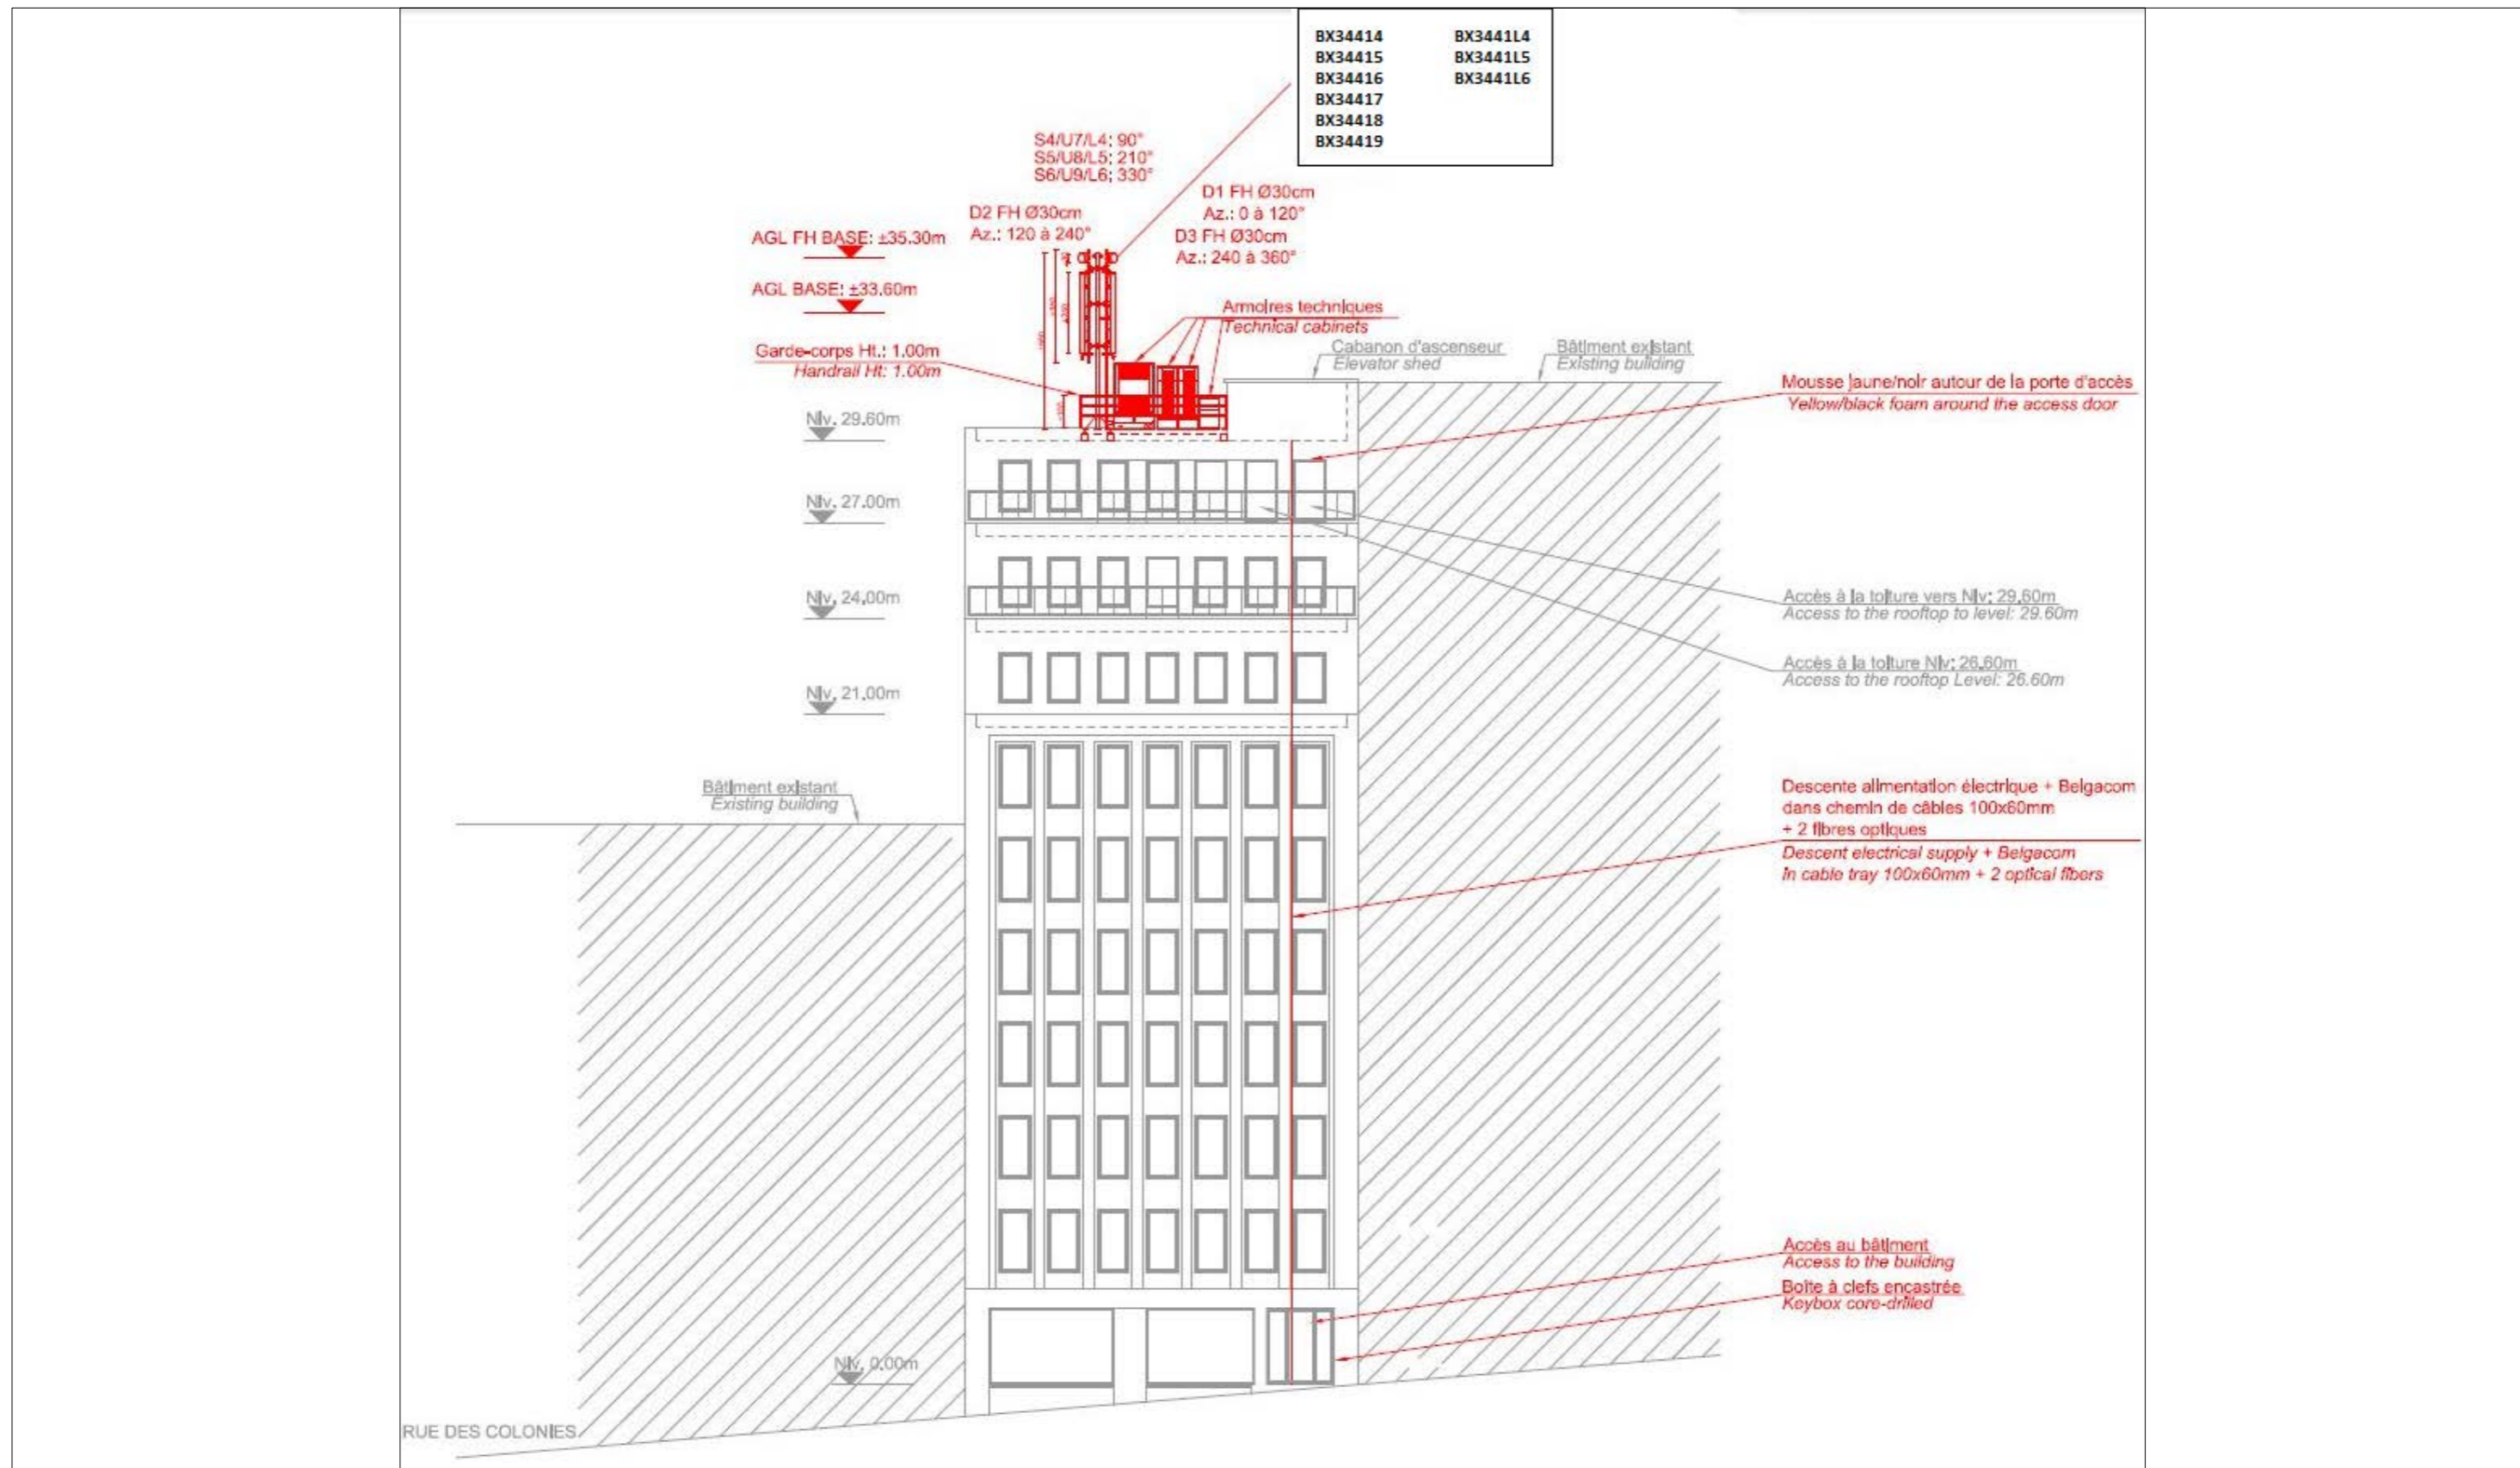 BX34414 BX3441L4
BX34415 BX3441L5
BX34416 BX3441L6
BX34417
BX34418
BX34419
S4/U7/L4: 90°
S5/U8/L5: 210°
S6/U9/L6: 330°
D1 FH Ø30cm
Az.: 0 à 120°
D2 FH Ø30cm
Az.: 120 à 240°
D3 FH Ø30cm
Az.: 240 à 360°
AGL FH BASE: ±35.30m
AGL BASE: ±33.60m
Armoires techniques
Technical cabinets
Garde-corps Ht.: 1.00m
Handrail Ht: 1.00m
Cabanon d'ascenseur
Elevator shed
Bâtiment existant
Existing building
Mousse jaune/noir autour de la porte d'accès
Yellow/black foam around the access door
Niv. 29.60m
Niv. 27.00m
Niv. 24.00m
Accès à la toiture vers Niv: 29.60m
Access to the rooftop to level: 29.60m
Accès à la toiture Niv: 26.60m
Access to the rooftop Level: 26.60m
Niv. 21.00m
Bâtiment existant
Existing building
Descente alimentation électrique + Belgacom
dans chemin de câbles 100x60mm
+ 2 fibres optiques
Descent electrical supply + Belgacom
in cable tray 100x60mm + 2 optical fibers
Accès au bâtiment
Access to the building
Boîte à clefs encastrée
Keybox core-drilled
Niv. 0.00m
RUE DES COLONIES